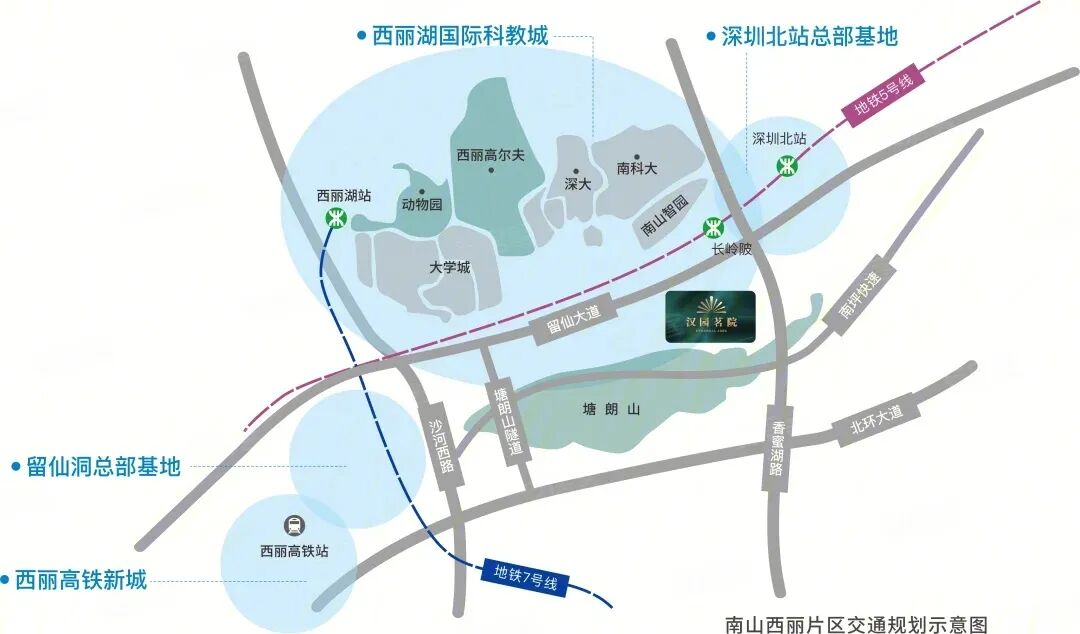 • 西丽湖国际科教城
• 深圳北站总部基地
地铁5号线
深圳北站
西丽高尔夫
南科大
深大
西丽湖站
动物园
南山智园
长岭陂
大学城
南坪快速
汉园茗院
留仙大道
塘朗山
塘朗山隧道
沙河西路
香蜜湖路
北环大道
• 留仙洞总部基地
西丽高铁站
• 西丽高铁新城
地铁7号线
南山西丽片区交通规划示意图